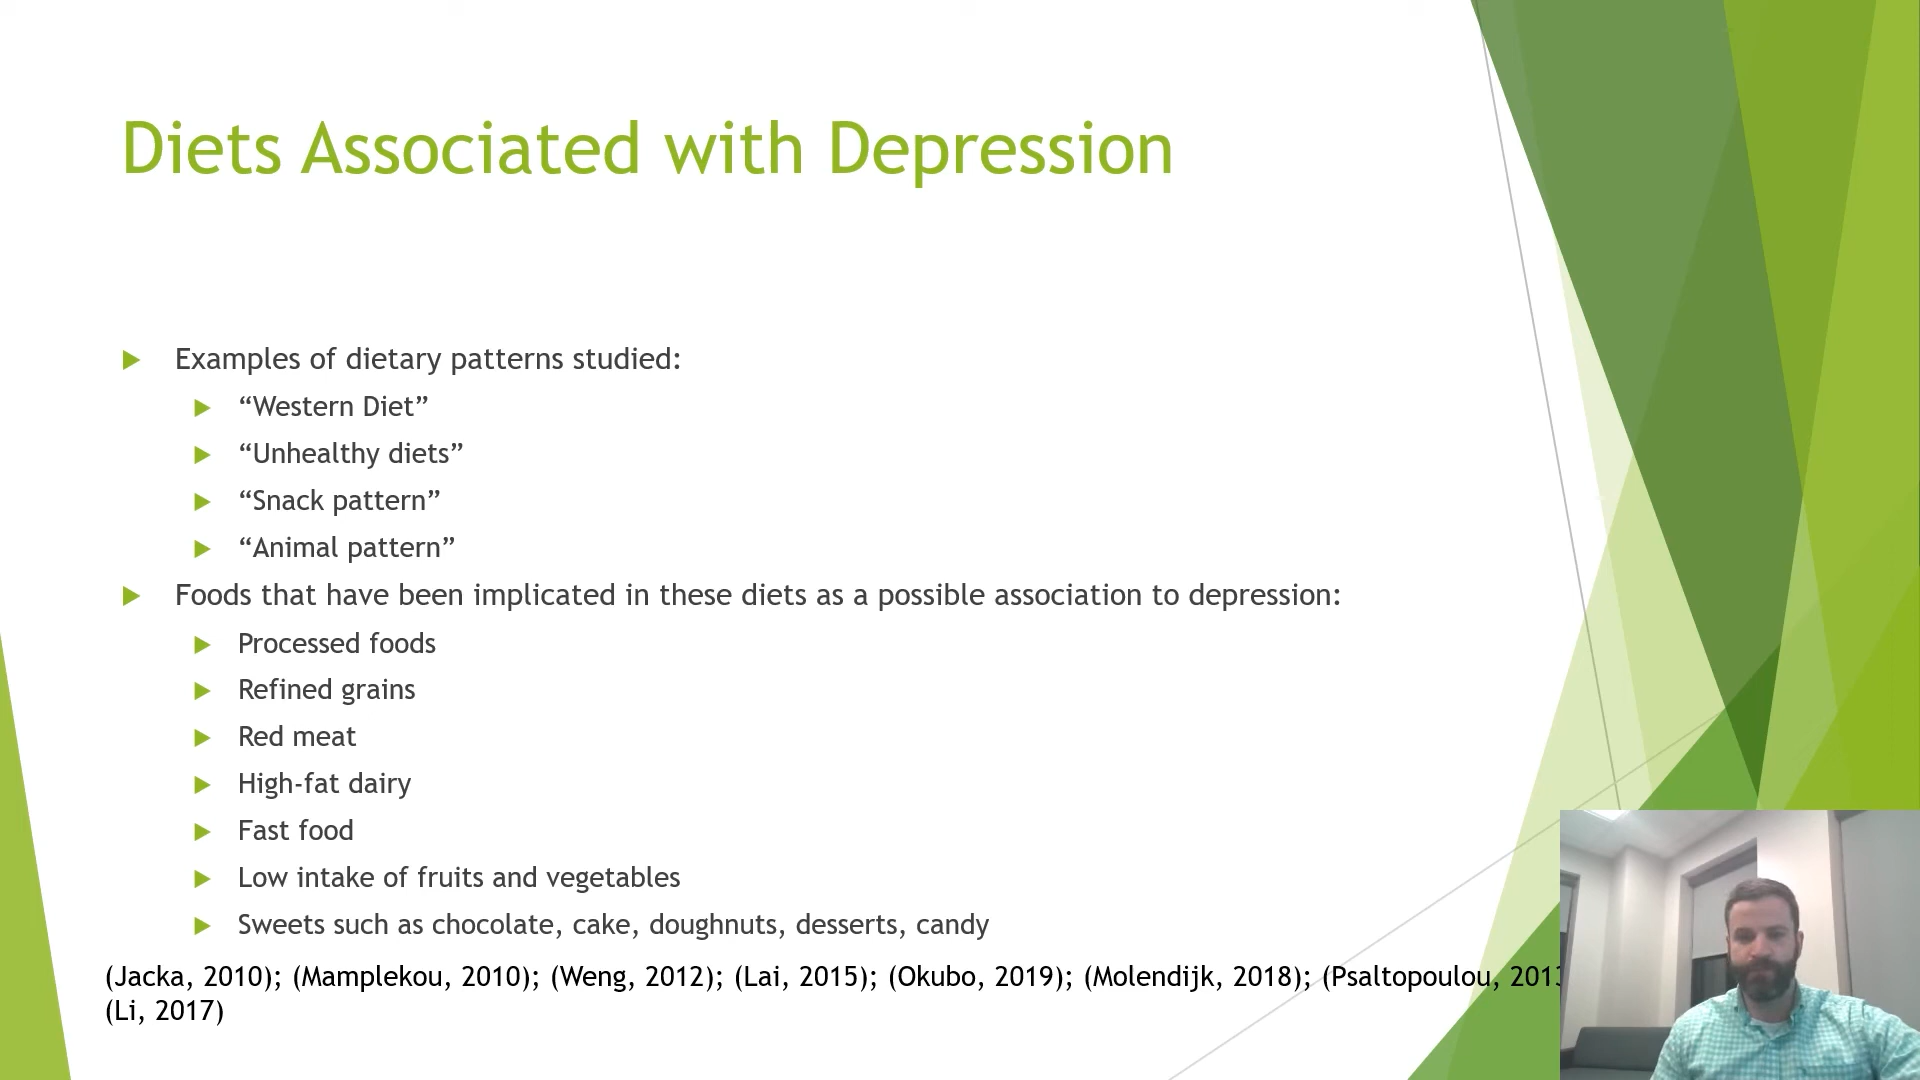 Diets Associated with Depression
Examples of dietary patterns studied:
“Western Diet”
“Unhealthy diets”
“Snack pattern”
“Animal pattern”
Foods that have been implicated in these diets as a possible association to depression:
Processed foods
Refined grains
Red meat
High-fat dairy
Fast food
Low intake of fruits and vegetables
Sweets such as chocolate, cake, doughnuts, desserts, candy
(Jacka, 2010); (Mamplekou, 2010); (Weng, 2012); (Lai, 2015); (Okubo, 2019); (Molendijk, 2018); (Psaltopoulou,
(Li, 2017)